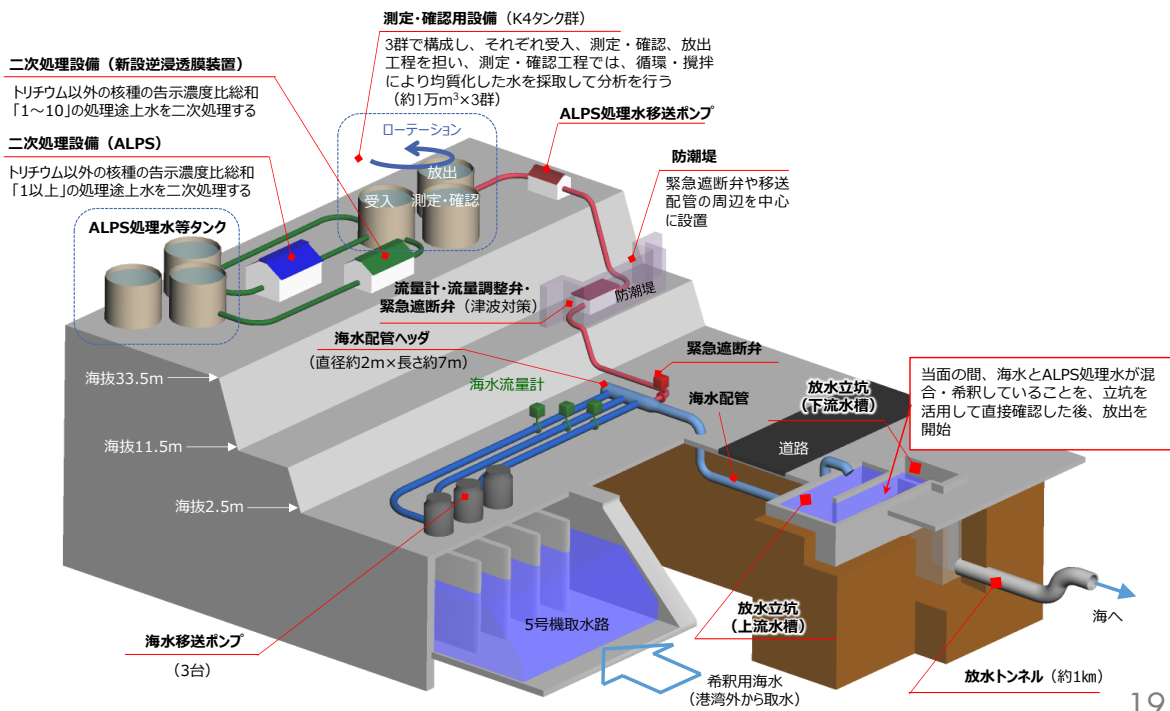 測定・確認用設備（K4タンク群）
3群で構成し、それぞれ受入、測定・確認、放出
工程を担い、測定・確認工程では、循環・攪拌
により均質化した水を採取して分析を行う
（約1万m³×3群）
二次処理設備（新設逆浸透膜装置）
トリチウム以外の核種の告示濃度比総和
「1～10」の処理途上水を二次処理する
ALPS処理水移送ポンプ
ローテーション
二次処理設備（ALPS）
トリチウム以外の核種の告示濃度比総和
「1以上」の処理途上水を二次処理する
防潮堤
緊急遮断弁や移送
配管の周辺を中心
に設置
放出
受入
測定・確認
ALPS処理水等タンク
流量計・流量調整弁・
緊急遮断弁（津波対策）
防潮堤
海水配管ヘッダ
（直径約2m×長さ約7m）
緊急遮断弁
海水流量計
海抜33.5m
海水配管
放水立坑
（下流水槽）
当面の間、海水とALPS処理水が混
合・希釈していることを、立坑を
活用して直接確認した後、放出を
開始
海抜11.5m
道路
海抜2.5m
放水立坑
（上流水槽）
海へ
5号機取水路
海水移送ポンプ
（3台）
希釈用海水
（港湾外から取水）
放水トンネル（約1km）
19